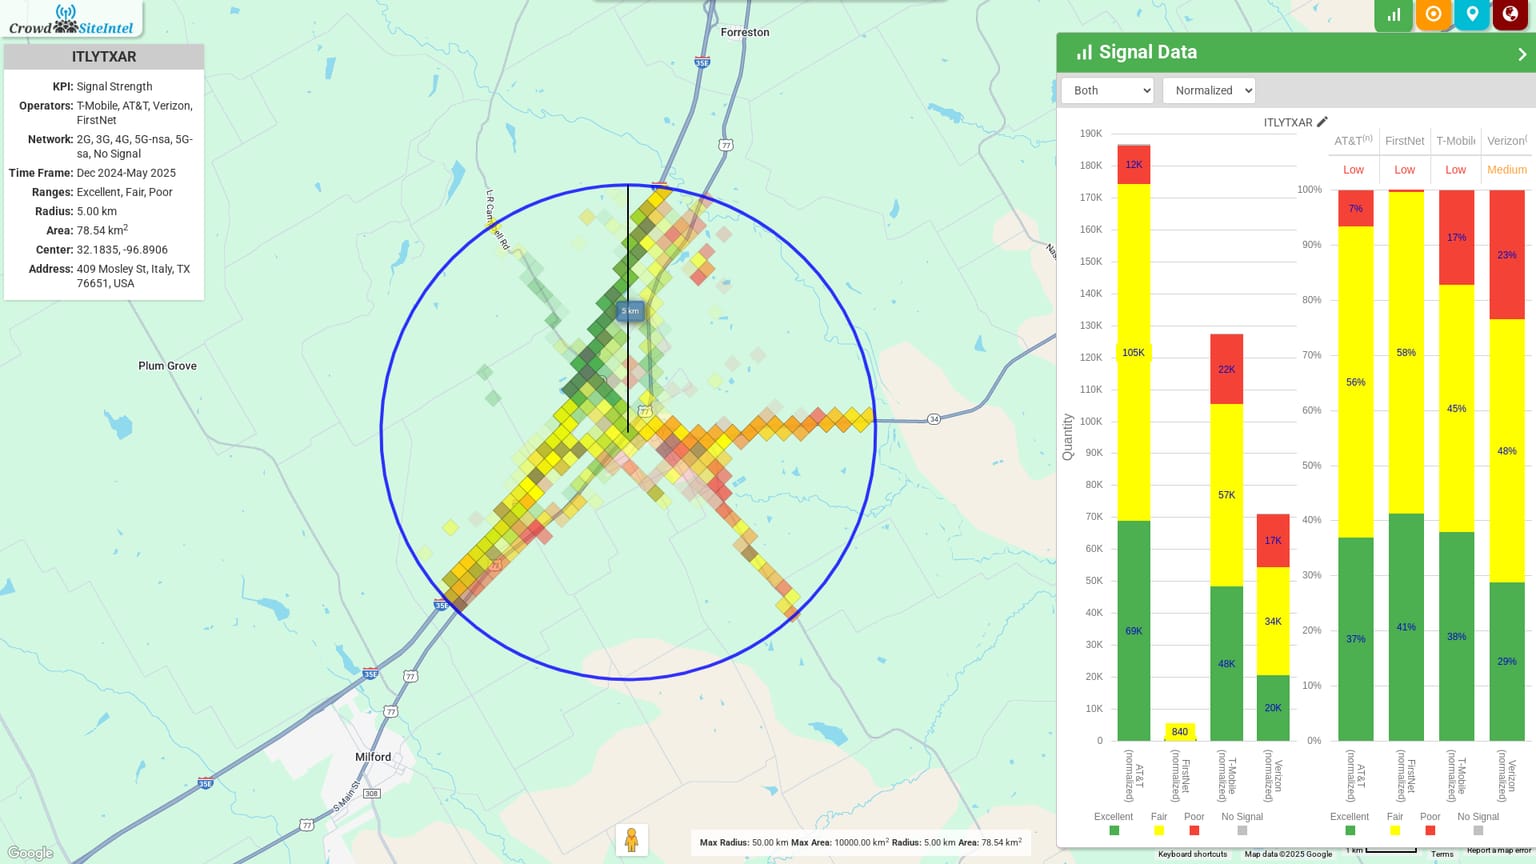 Crowd SiteIntel
ITLYTXAR
KPI: Signal Strength
Operators: T-Mobile, AT&T, Verizon,
FirstNet
Network: 2G, 3G, 4G, 5G-nsa, 5G-
sa, No Signal
Time Frame: Dec 2024-May 2025
Ranges: Excellent, Fair, Poor
Radius: 5.00 km
Area: 78.54 km²
Center: 32.1835, -96.8906
Address: 409 Mosley St, Italy, TX
76651, USA
Forreston
35E
77
5 km
77
34
Plum Grove
77
35E
35E
77
77
Milford
35E
S Main St
308
77
Google
Max Radius: 50.00 km Max Area: 10000.00 km² Radius: 5.00 km Area: 78.54 km²
Signal Data
Both
Normalized
ITLYTXAR
190K
180K
170K
160K
150K
140K
130K
120K
110K
100K
90K
80K
70K
60K
50K
40K
30K
20K
10K
0
Quantity
12K
105K
69K
840
22K
57K
48K
17K
34K
20K
AT&T
(normalized)
FirstNet
(normalized)
T-Mobile
(normalized)
Verizon
(normalized)
Excellent Fair Poor No Signal
AT&T(n) FirstNet T-Mobile Verizon(
Low Low Low Medium
100%
90%
80%
70%
60%
50%
40%
30%
20%
10%
0%
7%
56%
37%
58%
41%
17%
45%
38%
23%
48%
29%
AT&T
(normalized)
FirstNet
(normalized)
T-Mobile
(normalized)
Verizon
(normalized)
Excellent Fair Poor No Signal
Keyboard shortcuts Map data ©2025 Google 1 km Terms Report a map error